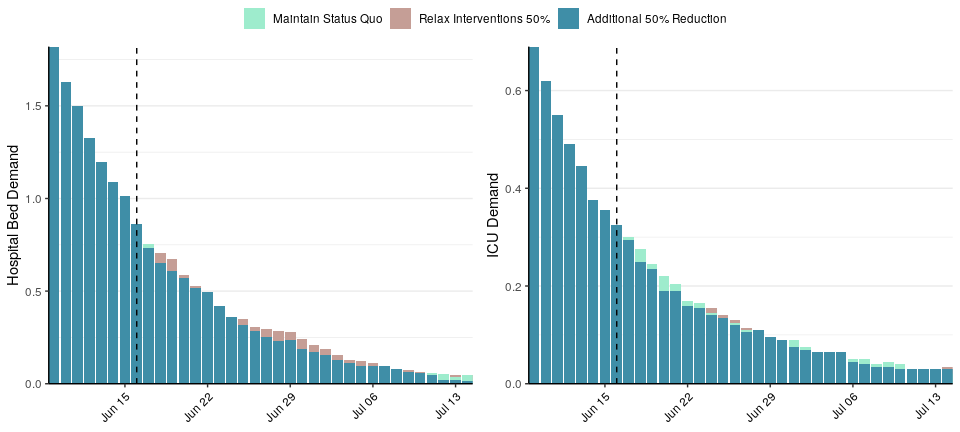 Maintain Status Quo Relax Interventions 50% Additional 50% Reduction
Hospital Bed Demand
1.5
1.0
0.5
0.0
Jun 15 Jun 22 Jun 29 Jul 06 Jul 13
ICU Demand
0.6
0.4
0.2
0.0
Jun 15 Jun 22 Jun 29 Jul 06 Jul 13